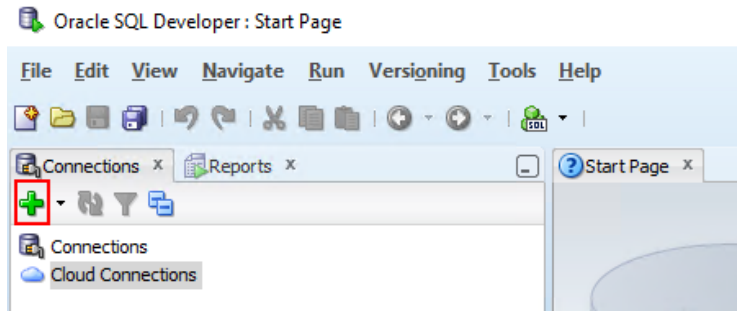 Oracle SQL Developer : Start Page
File Edit View Navigate Run Versioning Tools Help
SQL
Connections x Reports x Start Page x
Connections
Cloud Connections